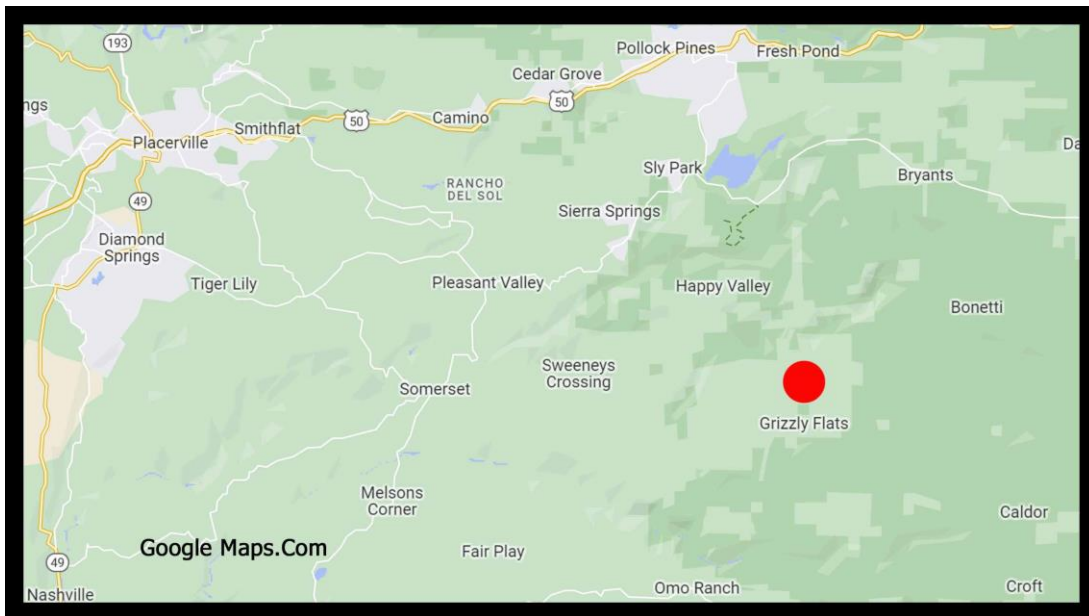 193
Pollock Pines
Fresh Pond
Cedar Grove
50
ngs
Camino
50
Smithflat
Placerville
Da
Sly Park
Bryants
RANCHO
DEL SOL
49
Sierra Springs
Diamond
Springs
Tiger Lily
Pleasant Valley
Happy Valley
Bonetti
Sweeneys
Crossing
Somerset
Grizzly Flats
Melsons
Corner
Caldor
Google Maps.Com
Fair Play
49
Nashville
Omo Ranch
Croft